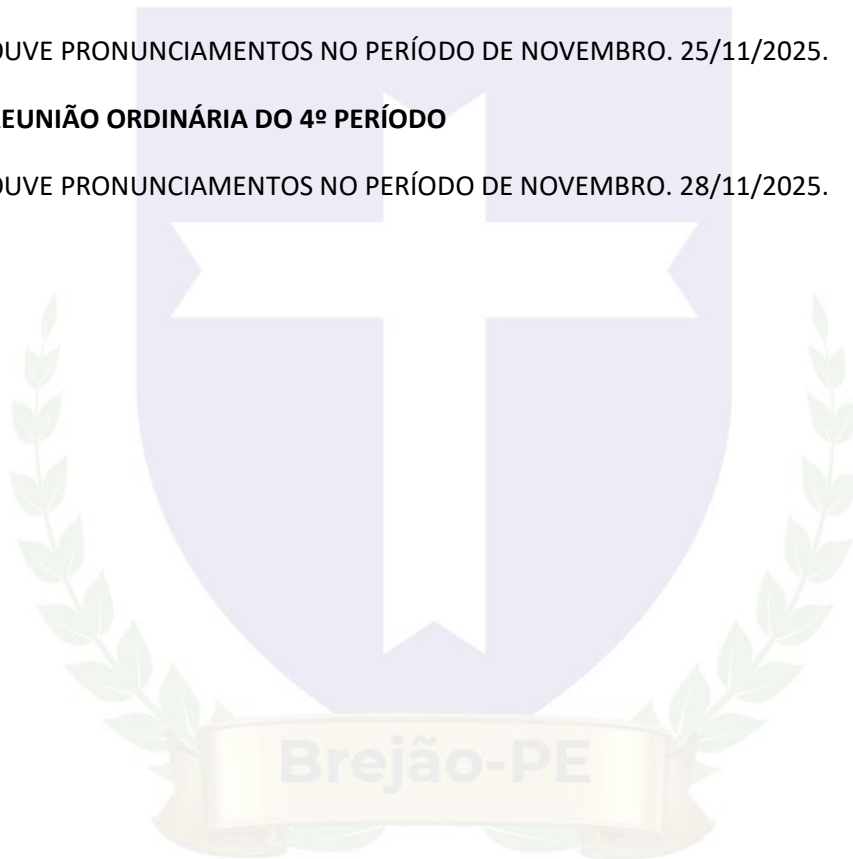 OUVE PRONUNCIAMENTOS NO PERÍODO DE NOVEMBRO. 25/11/2025.
REUNIÃO ORDINÁRIA DO 4º PERÍODO
OUVE PRONUNCIAMENTOS NO PERÍODO DE NOVEMBRO. 28/11/2025.
Brejão-PE